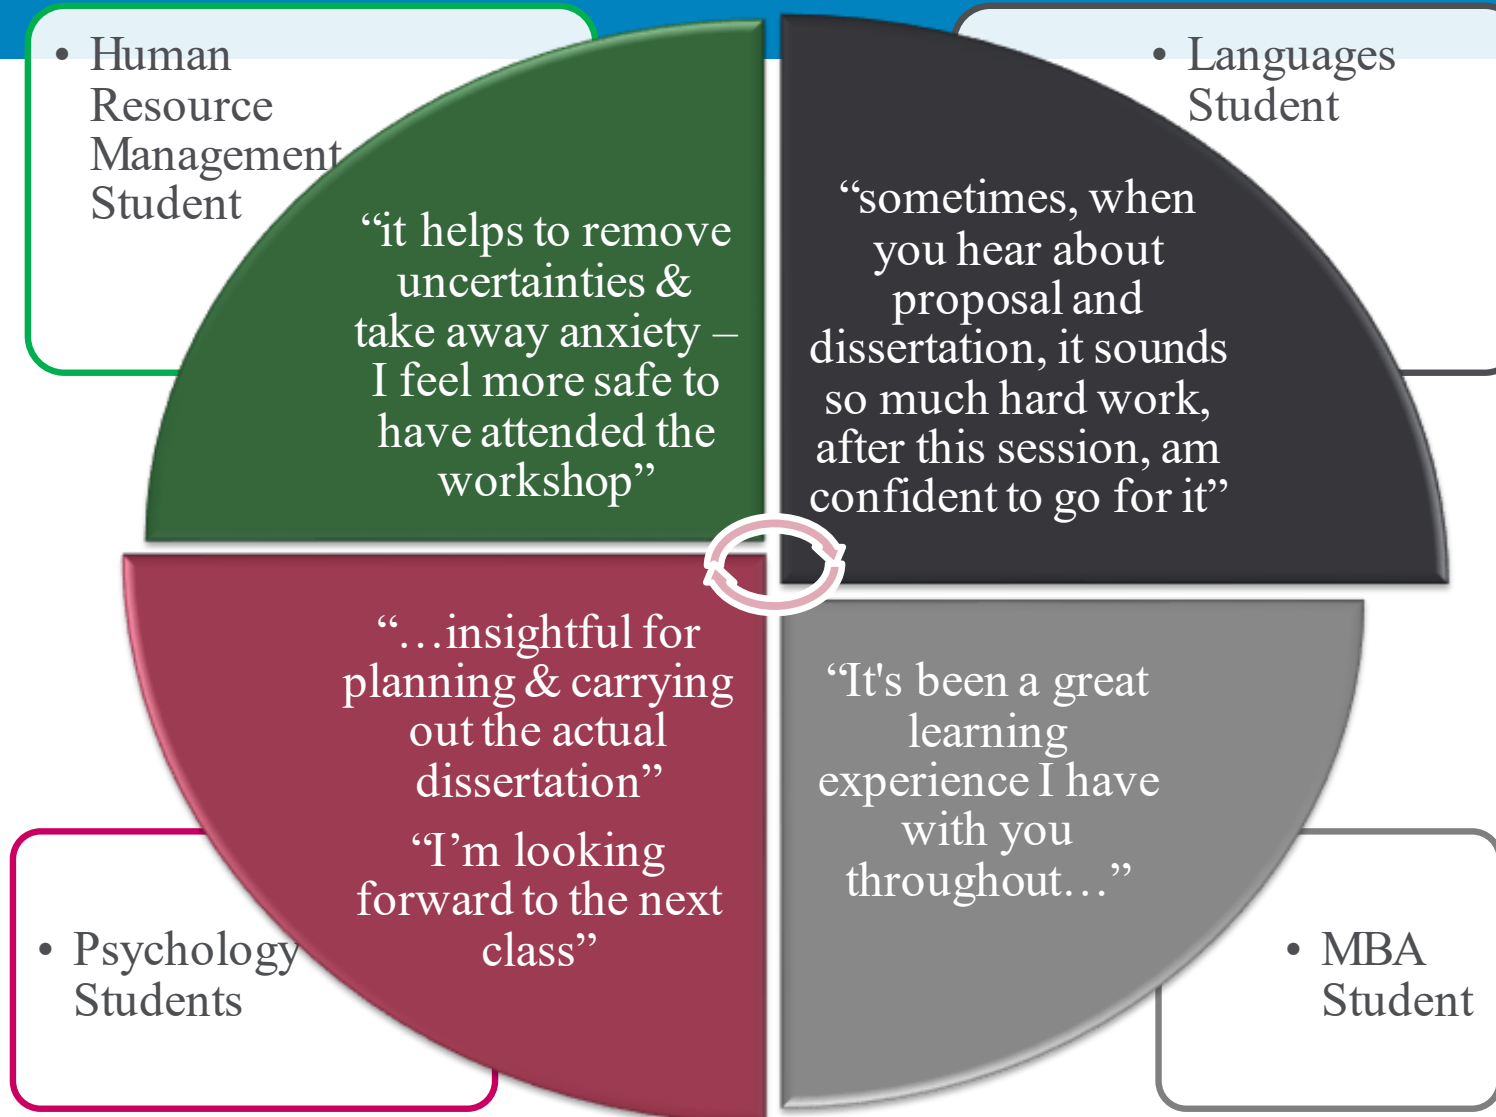 • Human
Resource
Management
Student
“it helps to remove
uncertainties &
take away anxiety –
I feel more safe to
have attended the
workshop”
• Languages
Student
“sometimes, when
you hear about
proposal and
dissertation, it sounds
so much hard work,
after this session, am
confident to go for it”
• Psychology
Students
“…insightful for
planning & carrying
out the actual
dissertation”
“I’m looking
forward to the next
class”
“It's been a great
learning
experience I have
with you
throughout…”
• MBA
Student